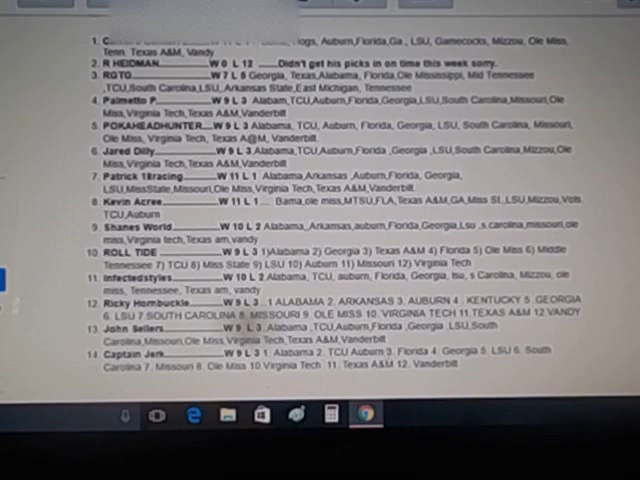 1. Hogs, Auburn,Florida,Ga , LSU, Gamecocks, Mizzou, Ole Miss,
Tenn, Texas A&M, Vandy
2. R HEIDMAN W 0 L 12 Didn't get his picks in on time this week sorry.
3. ROTO W 7 L 5 Georgia, Texas,Alabama, Florida,Ole Mississippi, Mid Tennessee
,TCU,South Carolina,LSU,Arkansas State,East Michigan, Tennessee
4. Palmetto P. W 9 L 3 Alabam,TCU,Auburn,Florida,Georgia,LSU,South Carolina,Missouri,Ole
Miss,Virginia Tech,Texas A&M,Vanderbilt
5. POKAHEADHUNTER W 9 L 3 Alabama, TCU, Auburn, Florida, Georgia, LSU, South Carolina, Missouri,
Ole Miss, Virginia Tech, Texas A@M, Vanderbilt.
6. Jared Dilly W 9 L 3 Alabama,TCU,Auburn,Florida ,Georgia ,LSU,South Carolina,Mizzou,Ole
Miss,Virginia Tech,Texas A&M,Vanderbilt
7. Patrick 18racing W 11 L 1 Alabama,Arkansas ,Auburn,Florida, Georgia,
LSU,MissState,Missouri,Ole Miss,Virginia Tech,Texas A&M,Vanderbilt.
8. Kevin Acree W 11 L 1 Bama,ole miss,MTSU,FLA,Texas A&M,GA,Miss St.,LSU,Mizzou,Vols
TCU,Auburn
9. Shanes World W 10 L 2 Alabama,,Arkansas,auburn,Florida,Georgia,Lsu ,s.carolina,missouri,ole
miss,Virginia tech,Texas am,vandy
10. ROLL TIDE W 9 L 3 1)Alabama 2) Georgia 3) Texas A&M 4) Florida 5) Ole Miss 6) Middle
Tennessee 7) TCU 8) Miss State 9) LSU 10) Auburn 11) Missouri 12) Virginia Tech
11. Infectedstyles W 10 L 2 Alabama, TCU, auburn, Florida, Georgia, lsu, s Carolina, Mizzou, ole
miss, Tennessee, Texas am, vandy
12. Ricky Hornbuckle W 9 L 3 .1 ALABAMA 2. ARKANSAS 3. AUBURN 4 . KENTUCKY 5 .GEORGIA
6. LSU 7.SOUTH CAROLINA 8. MISSOURI 9. OLE MISS 10. VIRGINIA TECH 11.TEXAS A&M 12.VANDY
13. John Sellers W 9 L 3 Alabama ,TCU,Auburn,Florida ,Georgia ,LSU,South
Carolina,Missouri,Ole Miss,Virginia Tech,Texas A&M,Vanderbilt
14. Captain Jerk W 9 L 3 1. Alabama 2. TCU Auburn 3. Florida 4. Georgia 5. LSU 6. South
Carolina 7. Missouri 8. Ole Miss 10.Virginia Tech 11. Texas A&M 12. Vanderbilt